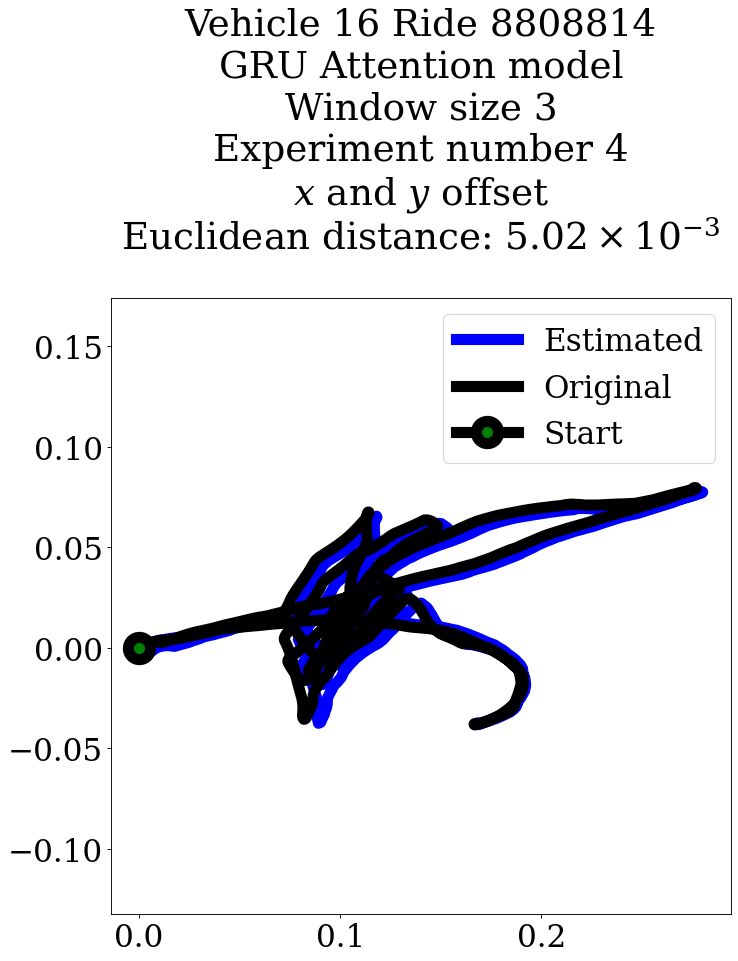 Vehicle 16 Ride 8808814
GRU Attention model
Window size 3
Experiment number 4
x and y offset
Euclidean distance: 5.02 × 10⁻³
Estimated
Original
Start
0.15
0.10
0.05
0.00
−0.05
−0.10
0.0 0.1 0.2